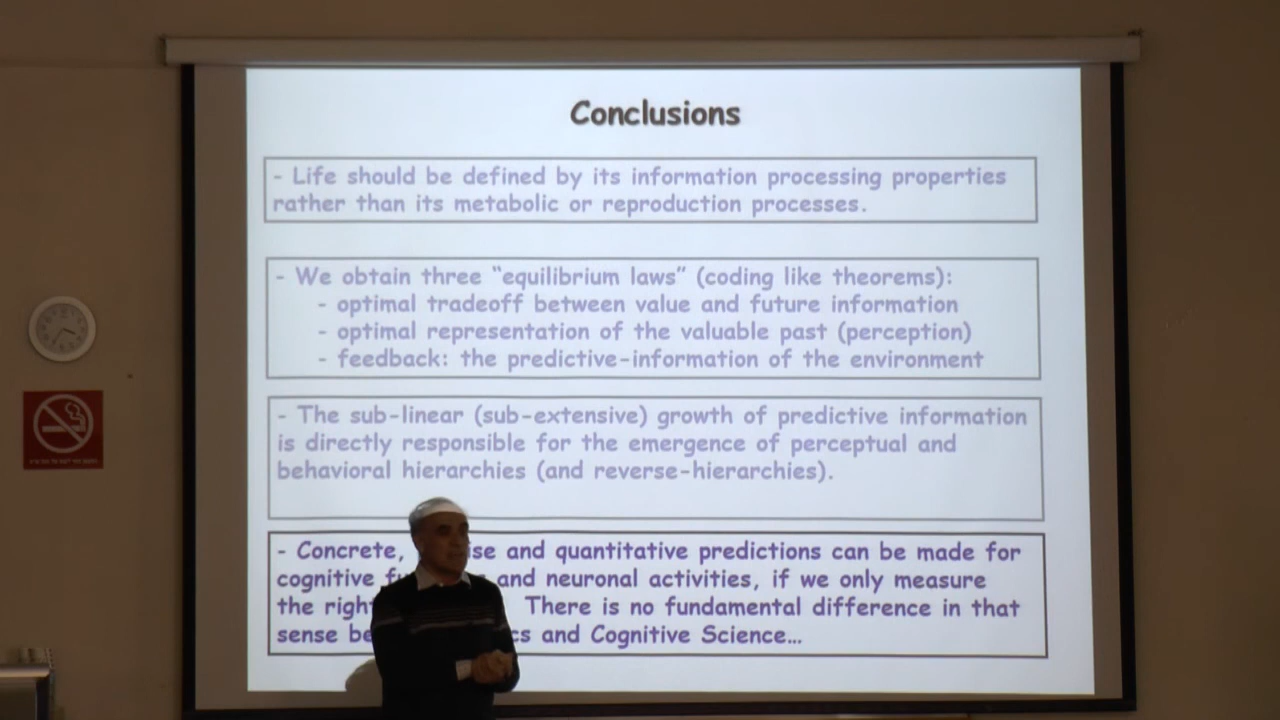 Conclusions
- Life should be defined by its information processing properties
rather than its metabolic or reproduction processes.
- We obtain three “equilibrium laws” (coding like theorems):
- optimal tradeoff between value and future information
- optimal representation of the valuable past (perception)
- feedback: the predictive-information of the environment
- The sub-linear (sub-extensive) growth of predictive information
is directly responsible for the emergence of perceptual and
behavioral hierarchies (and reverse-hierarchies).
- Concrete, and quantitative predictions can be made for
cognitive and neuronal activities, if we only measure
the right There is no fundamental difference in that
sense and Cognitive Science…